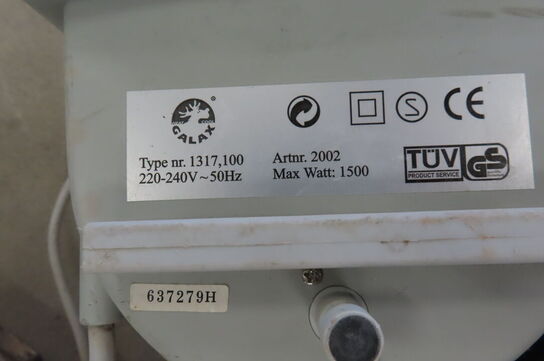 GALAX ®
Type nr. 1317,100
220-240V~50Hz
Artnr. 2002
Max Watt: 1500
S
CE
TÜV
PRODUCT SERVICE
GS
637279H